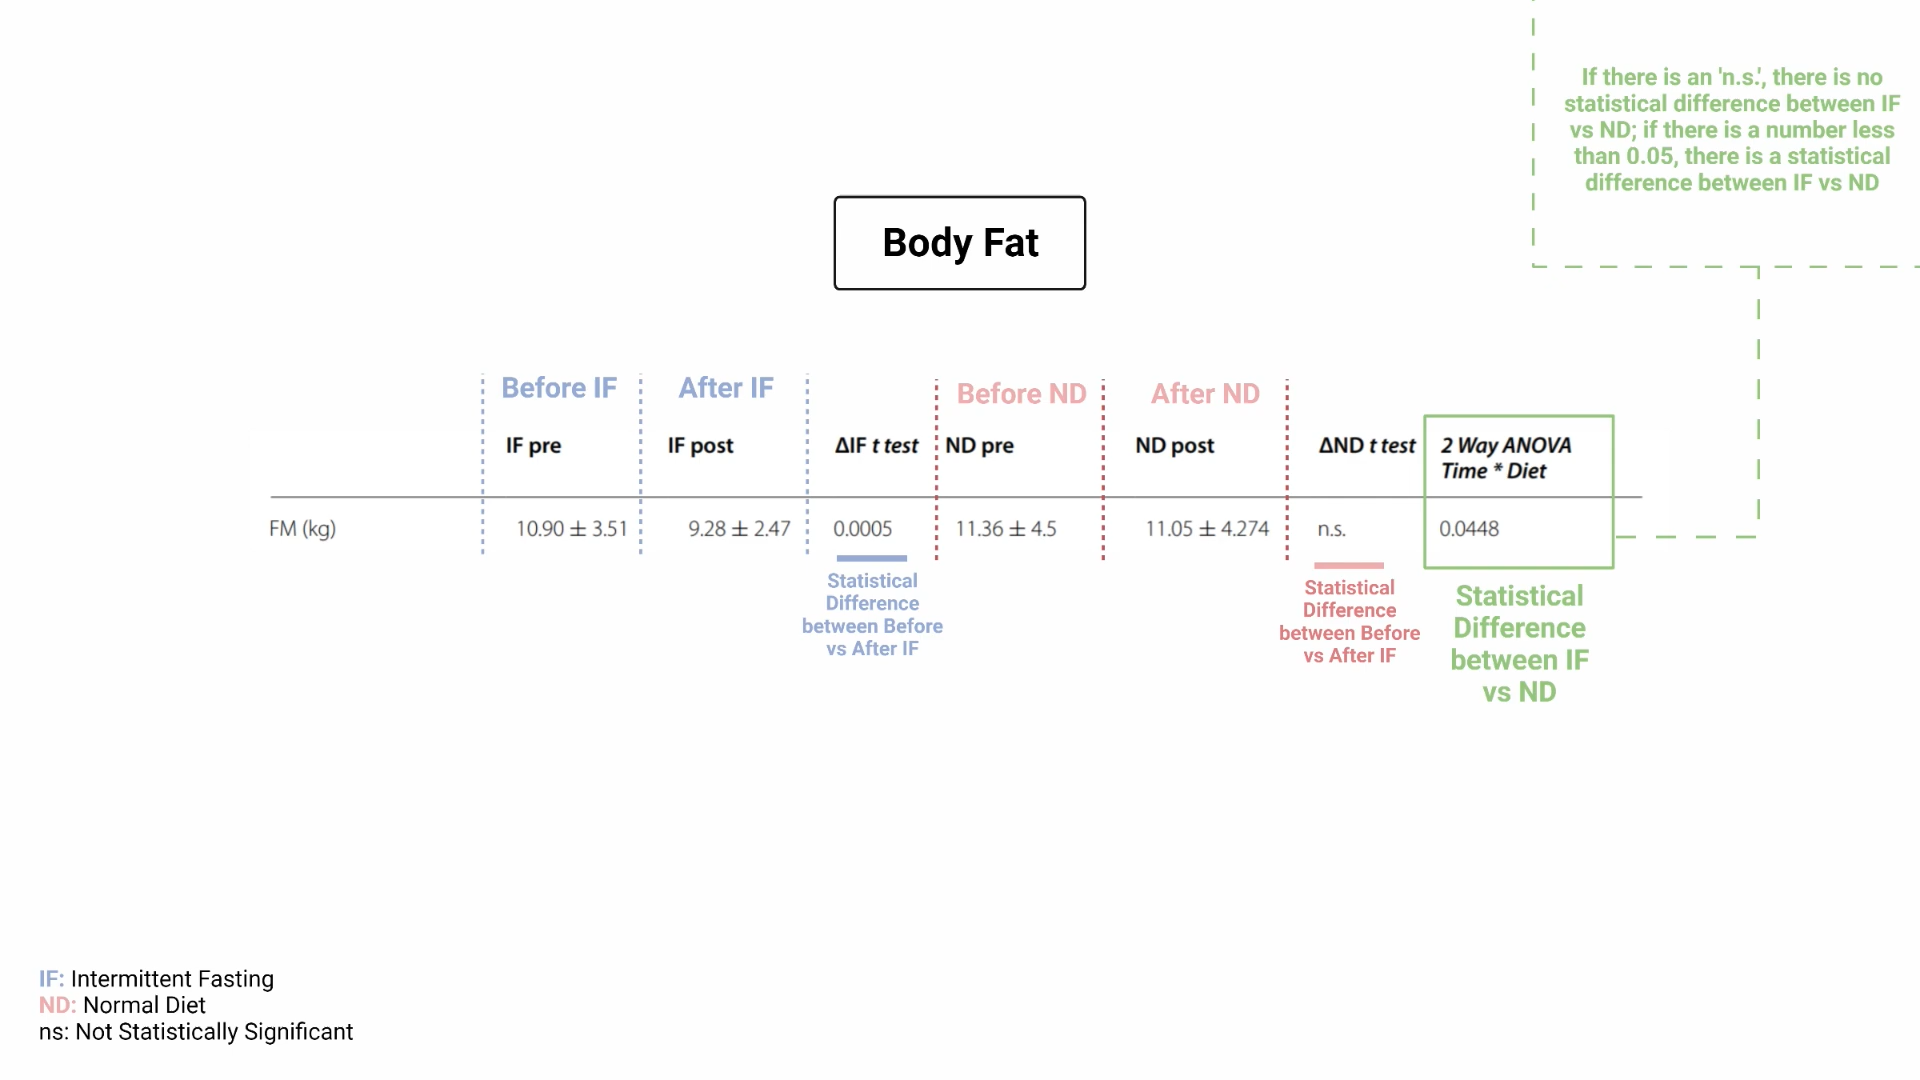 If there is an 'n.s.', there is no
statistical difference between IF
vs ND; if there is a number less
than 0.05, there is a statistical
difference between IF vs ND
Body Fat
Before IF After IF Before ND After ND
IF pre IF post ΔIF t test ND pre ND post ΔND t test 2 Way ANOVA
Time * Diet
FM (kg) 10.90 ± 3.51 9.28 ± 2.47 0.0005 11.36 ± 4.5 11.05 ± 4.274 n.s. 0.0448
Statistical
Difference
between Before
vs After IF
Statistical
Difference
between Before
vs After IF
Statistical
Difference
between IF
vs ND
IF: Intermittent Fasting
ND: Normal Diet
ns: Not Statistically Significant